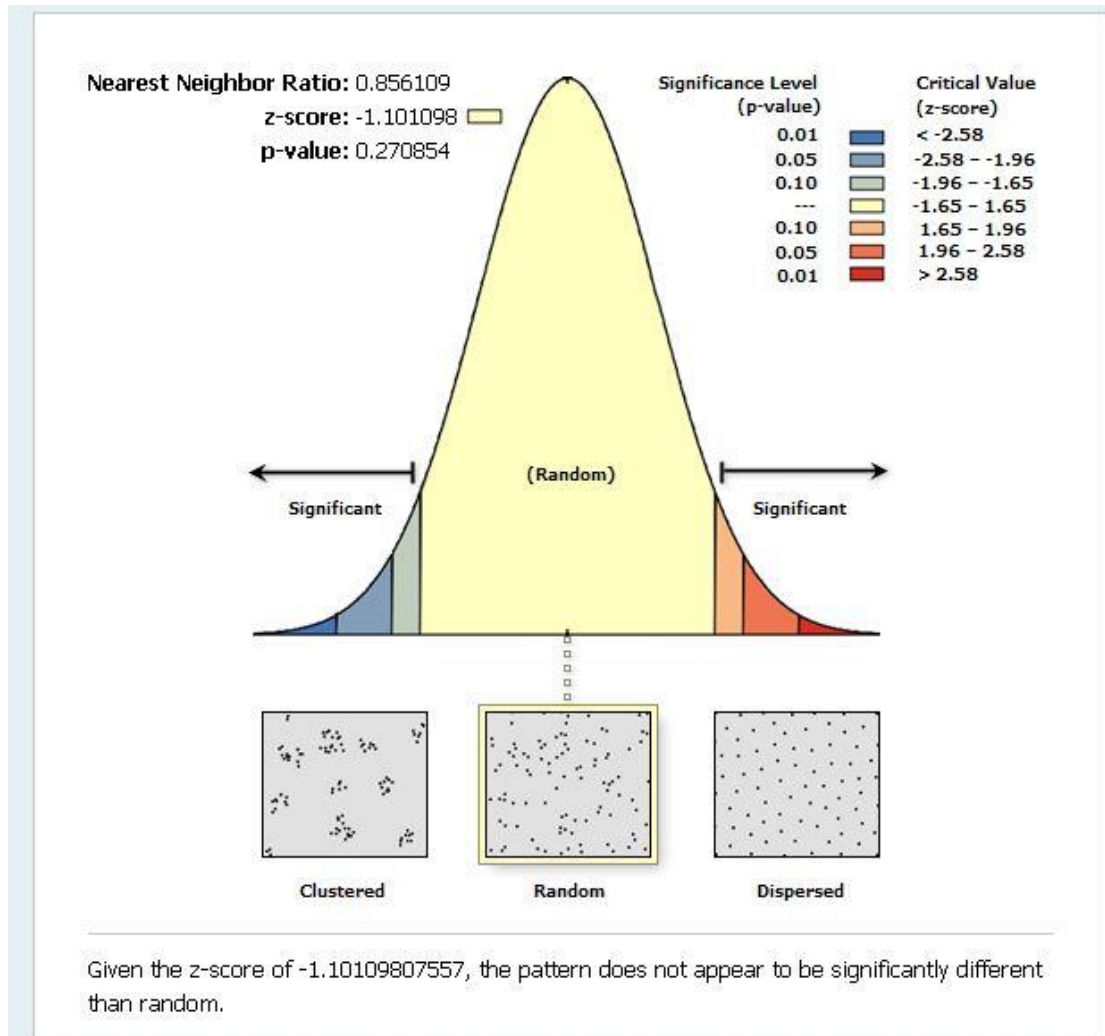 Nearest Neighbor Ratio: 0.856109
z-score: -1.101098
p-value: 0.270854
Significance Level Critical Value
(p-value) (z-score)
0.01 < -2.58
0.05 -2.58 – -1.96
0.10 -1.96 – -1.65
--- -1.65 – 1.65
0.10 1.65 – 1.96
0.05 1.96 – 2.58
0.01 > 2.58
(Random)
Significant Significant
Clustered Random Dispersed
Given the z-score of -1.10109807557, the pattern does not appear to be significantly different
than random.